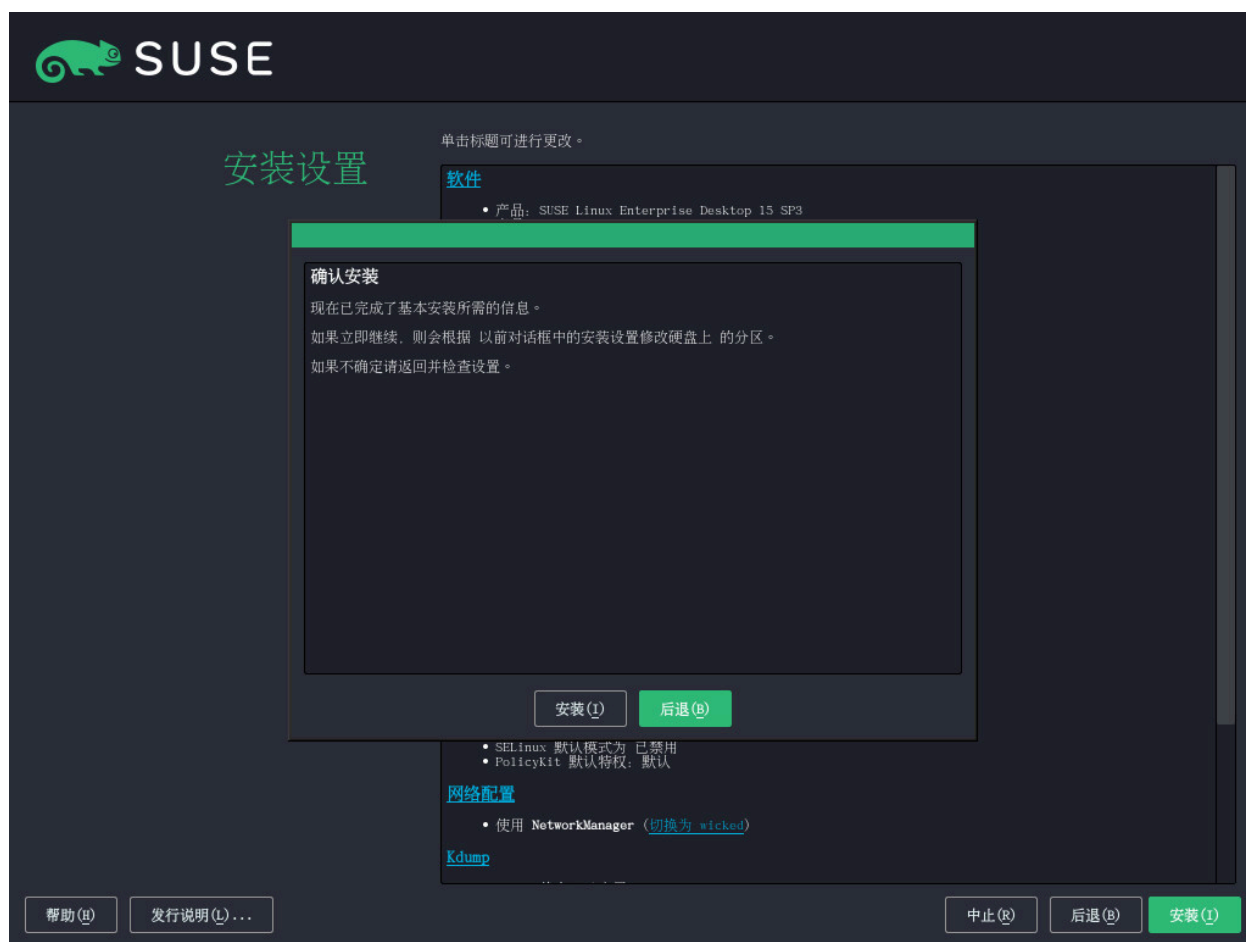 SUSE
安装设置
单击标题可进行更改。
软件
• 产品: SUSE Linux Enterprise Desktop 15 SP3
确认安装
现在已完成了基本安装所需的信息。
如果立即继续, 则会根据 以前对话框中的安装设置修改硬盘上 的分区。
如果不确定请返回并检查设置。
安装(I)
后退(B)
• SELinux 默认模式为 已禁用
• PolicyKit 默认特权: 默认
网络配置
• 使用 NetworkManager (切换为 wicked)
Kdump
帮助(H)
发行说明(L)...
中止(R)
后退(B)
安装(I)